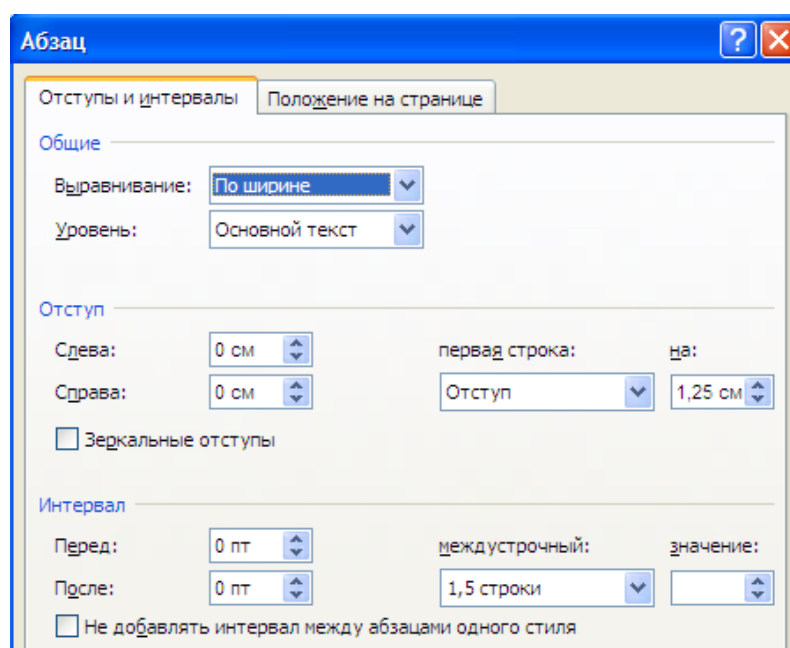 Абзац ?
Отступы и интервалы Положение на странице
Общие
Выравнивание: По ширине
Уровень: Основной текст
Отступ
Слева: 0 см первая строка: на:
Справа: 0 см Отступ 1,25 см
Зеркальные отступы
Интервал
Перед: 0 пт междустрочный: значение:
После: 0 пт 1,5 строки
Не добавлять интервал между абзацами одного стиля